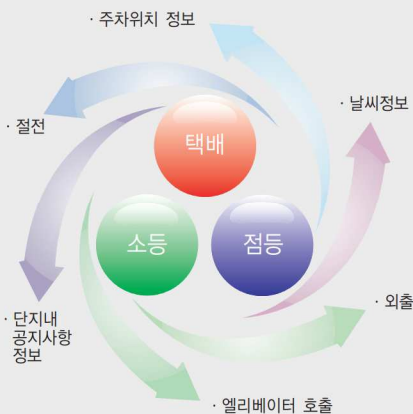 · 주차위치 정보
· 날씨정보
· 절전
택배
소등
점등
· 외출
· 단지내
공지사항
정보
· 엘리베이터 호출